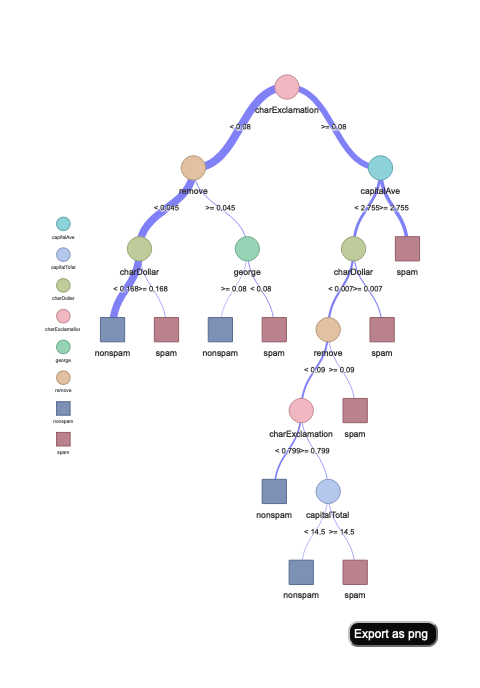 charExclamation
< 0.08
>= 0.08
remove
capitalAve
< 0.045
>= 0.045
< 2.755
>= 2.755
capitalAve
capitalTotal
charDollar
charExclamation
george
remove
nonspam
spam
charDollar
george
charDollar
spam
< 0.168
>= 0.168
>= 0.08
< 0.08
< 0.007
>= 0.007
nonspam
spam
nonspam
spam
remove
spam
< 0.09
>= 0.09
charExclamation
spam
< 0.799
>= 0.799
nonspam
capitalTotal
< 14.5
>= 14.5
nonspam
spam
Export as png